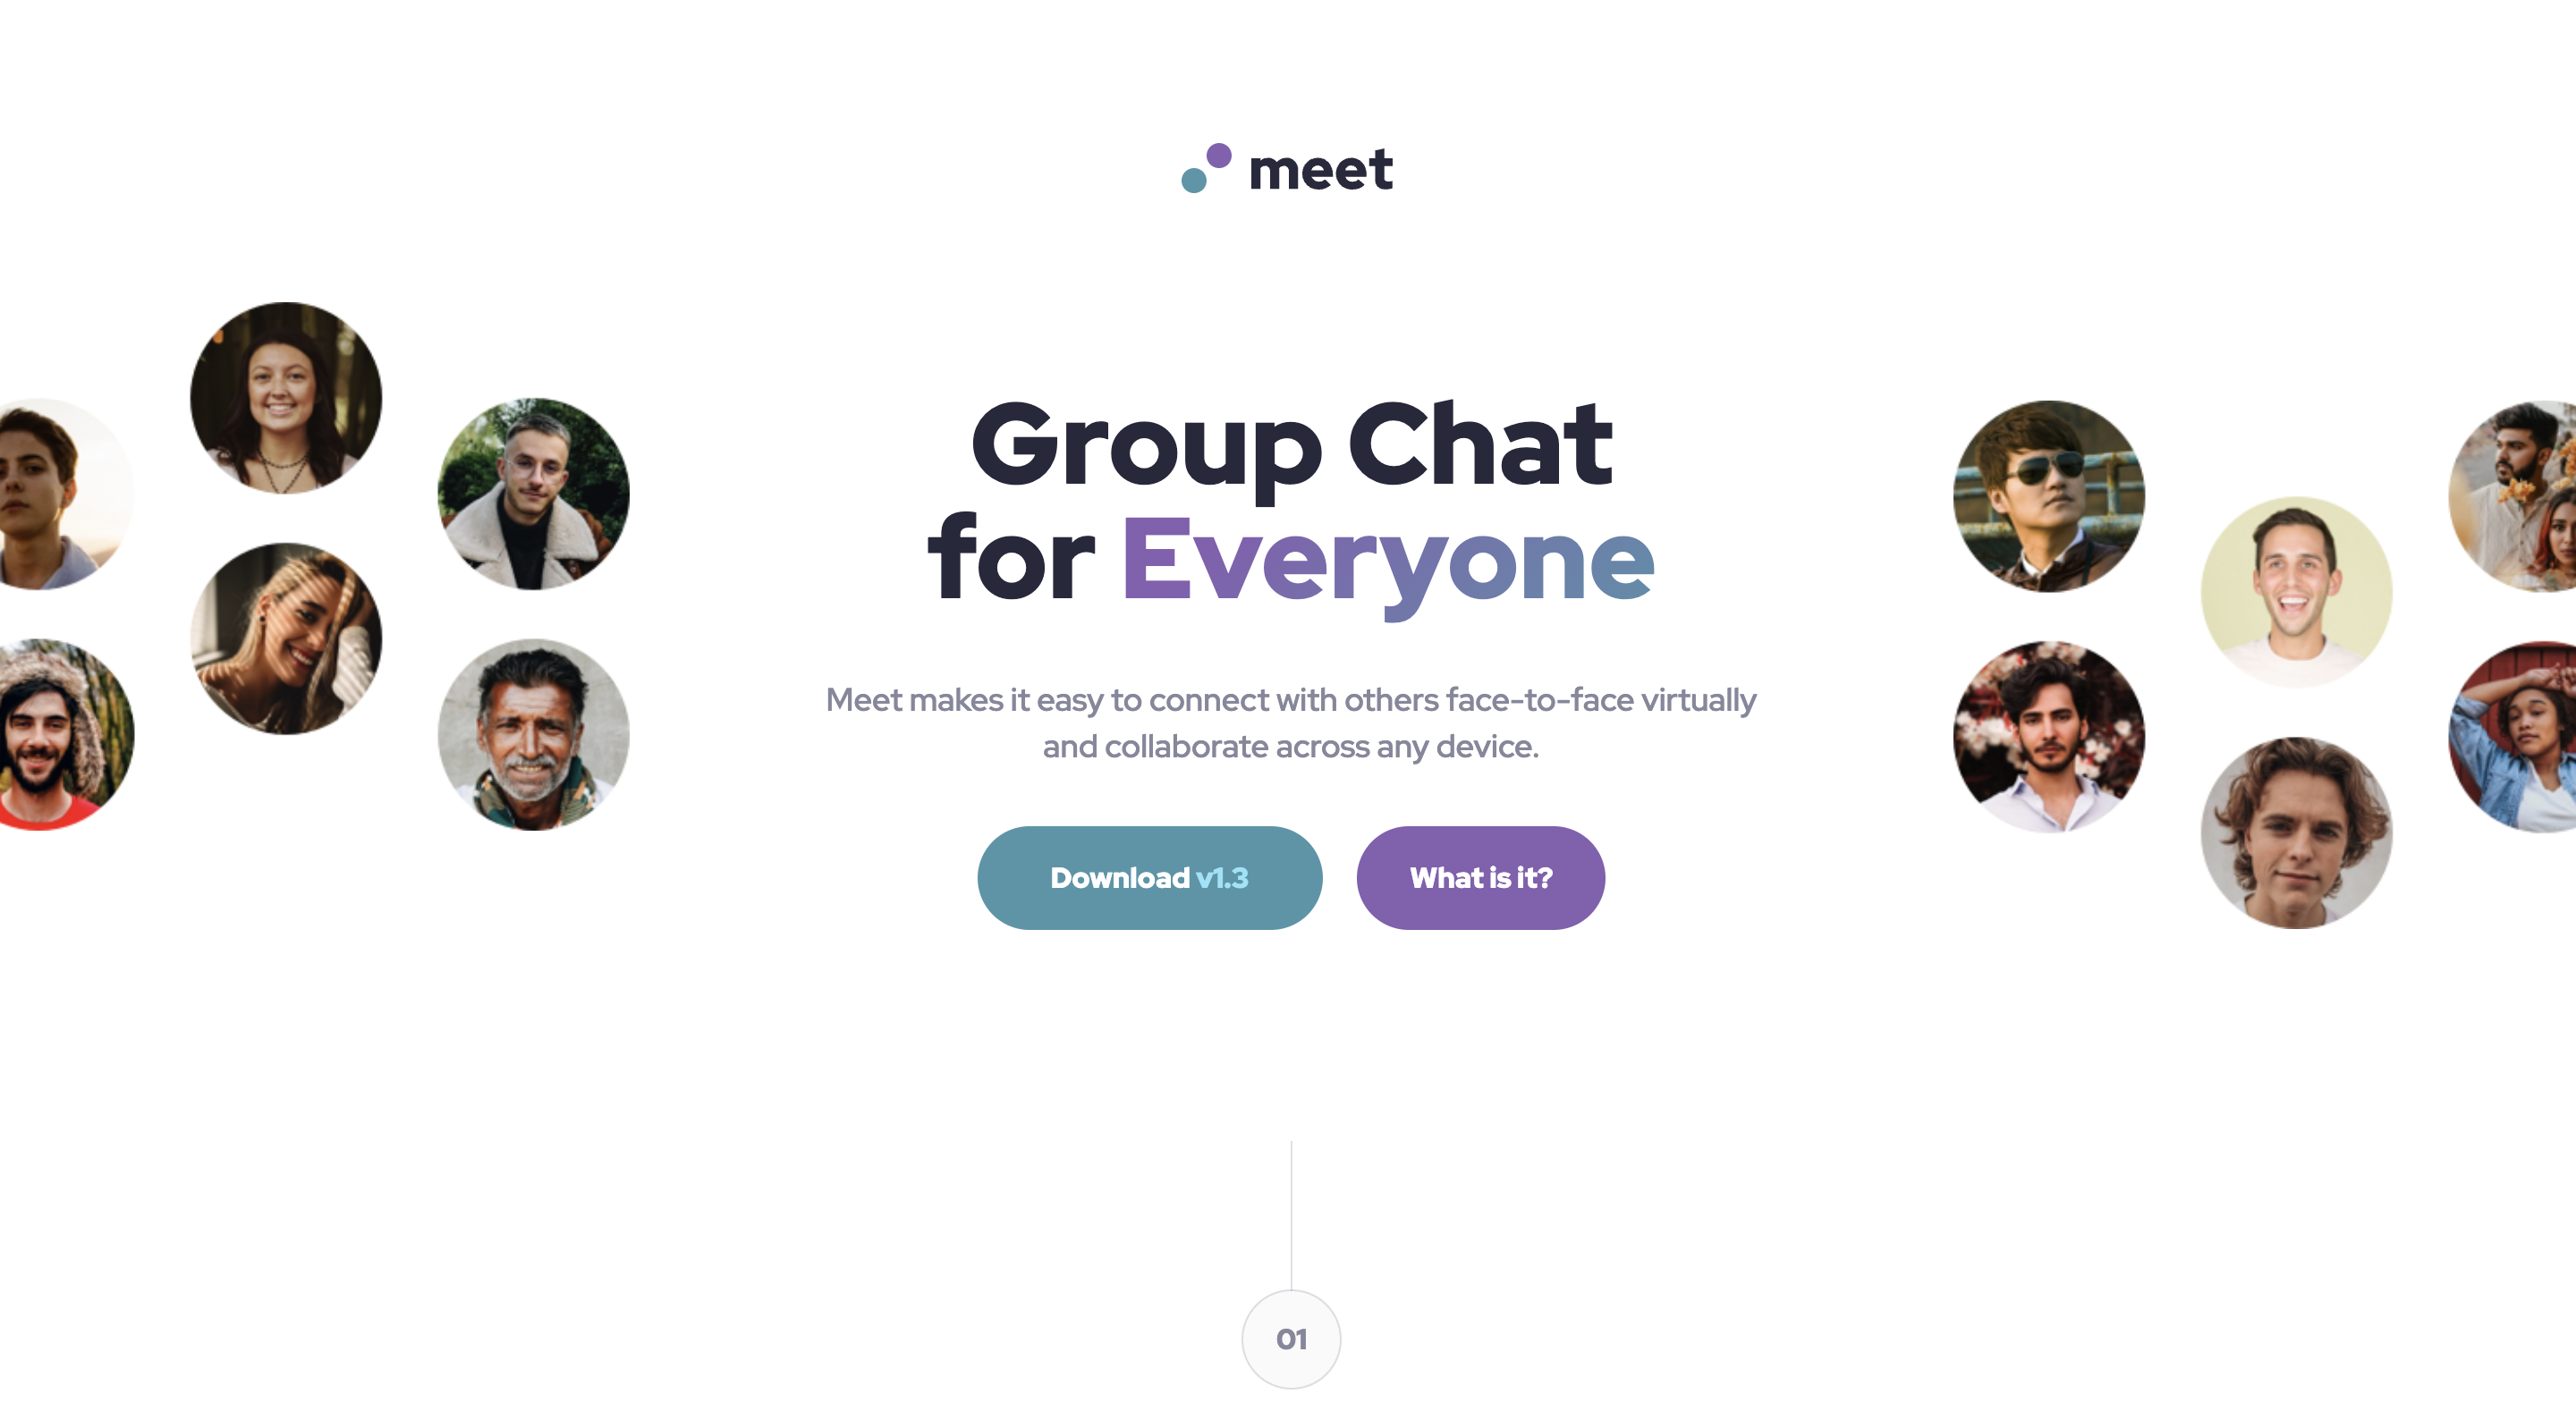 meet
Group Chat
for Everyone
Meet makes it easy to connect with others face-to-face virtually
and collaborate across any device.
Download v1.3
What is it?
01